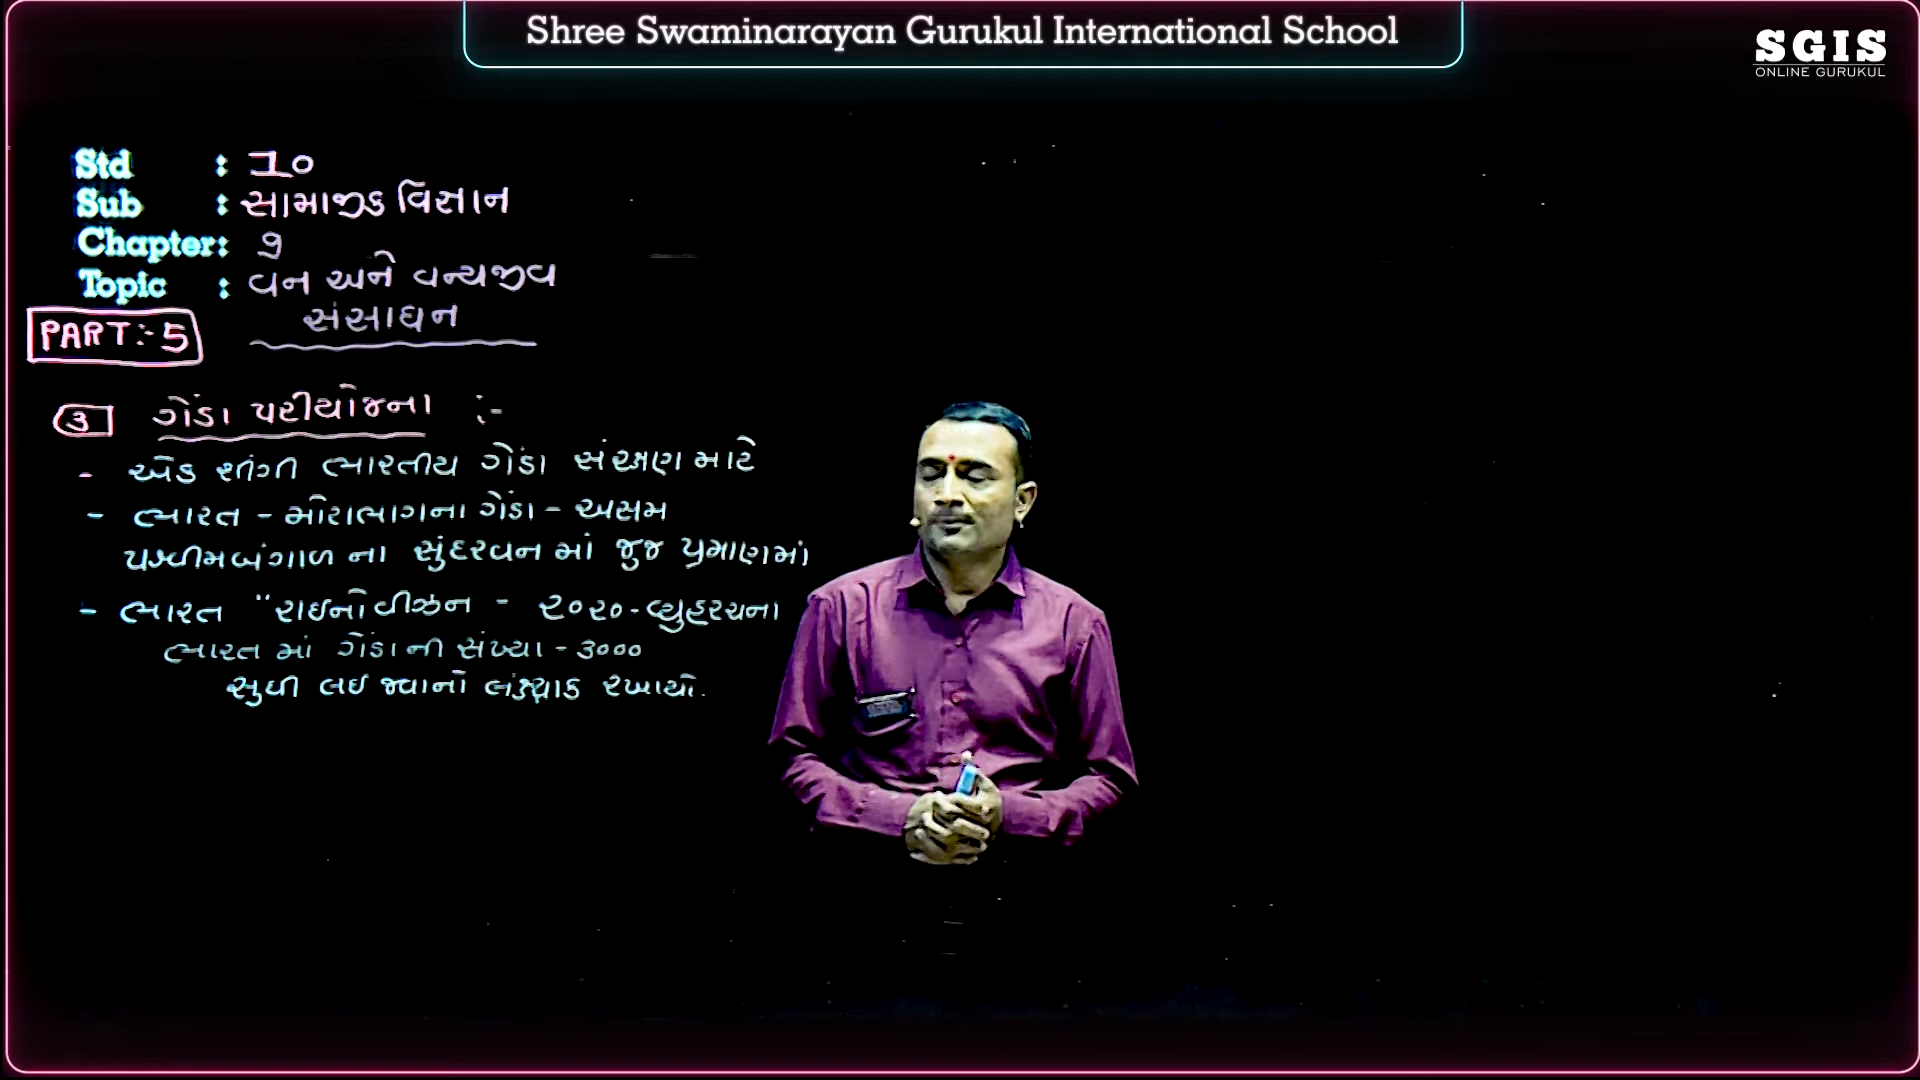 Shree Swaminarayan Gurukul International School
SGIS
ONLINE GURUKUL
Std : 10
Sub : સામાજીક વિજ્ઞાન
Chapter: 9
Topic : વન અને વન્યજીવ
સંસાધન
PART:-5
૩ ગેંડા પરીયોજના :-
- એક શીંગી ભારતીય ગેંડા સંરક્ષણ માટે
- ભારત - મોટાભાગના ગેંડા - અસમ
પશ્ચીમબંગાળ ના સુંદરવન માં જુજ પ્રમાણમાં
- ભારત "રાઇનોવીઝન - ૨૦૨૦ - વ્યુહરચના
ભારત માં ગેંડા ની સંખ્યા - ૩૦૦૦
સુધી લઇ જવાનો લક્ષ્યાંક રખાયો.